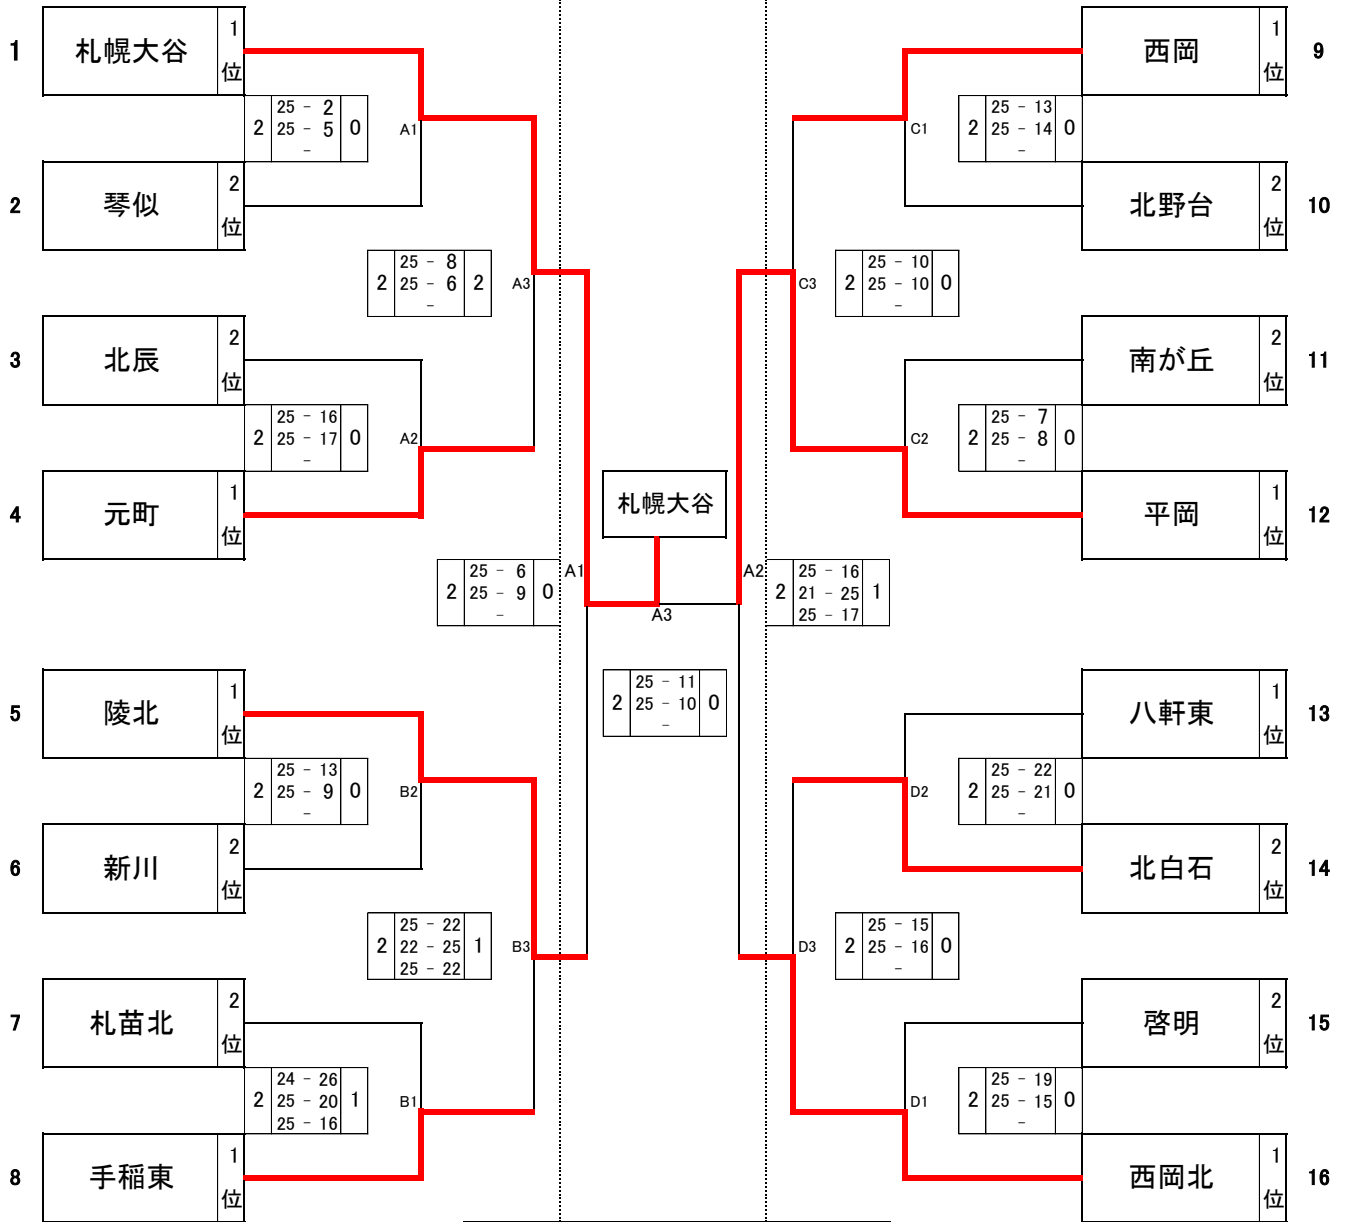 1 札幌大谷 1位
2 25 - 2 0
25 - 5
-
A1
2 琴似 2位
2 25 - 8 2
25 - 6
-
A3
3 北辰 2位
2 25 - 16 0
25 - 17
-
A2
4 元町 1位
2 25 - 6 0
25 - 9
-
A1
5 陵北 1位
2 25 - 13 0
25 - 9
-
B2
6 新川 2位
2 25 - 22 1
22 - 25
25 - 22
B3
7 札苗北 2位
2 24 - 26 1
25 - 20
25 - 16
B1
8 手稲東 1位
札幌大谷
A3
2 25 - 11 0
25 - 10
-
西岡 1位 9
C1
2 25 - 13 0
25 - 14
-
北野台 2位 10
C3
2 25 - 10 0
25 - 10
-
南が丘 2位 11
C2
2 25 - 7 0
25 - 8
-
平岡 1位 12
A2
2 25 - 16 1
21 - 25
25 - 17
八軒東 1位 13
D2
2 25 - 22 0
25 - 21
-
北白石 2位 14
D3
2 25 - 15 0
25 - 16
-
啓明 2位 15
D1
2 25 - 19 0
25 - 15
-
西岡北 1位 16